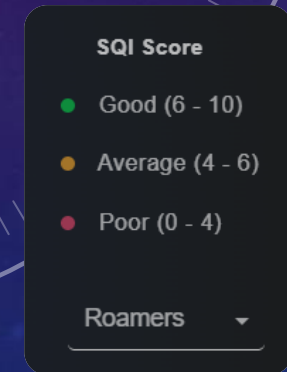 SQI Score
Good (6 - 10)
Average (4 - 6)
Poor (0 - 4)
Roamers